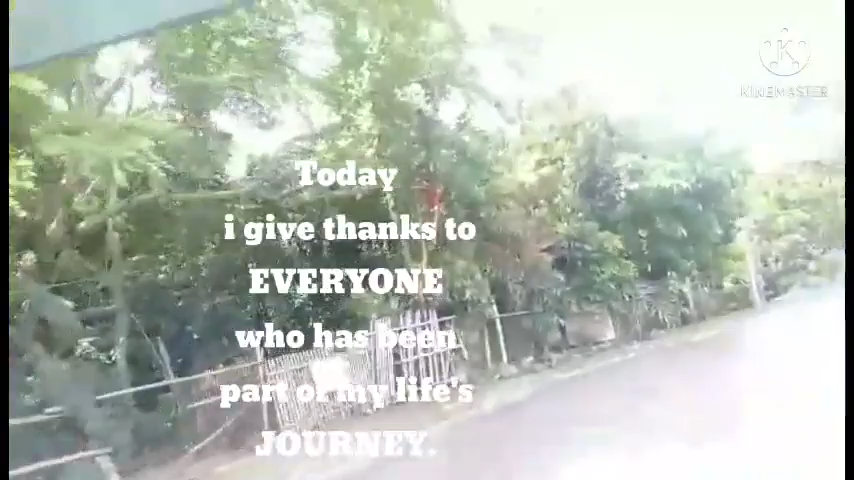 KINEMASTER
Today
i give thanks to
EVERYONE
who has been
part of my life's
JOURNEY.